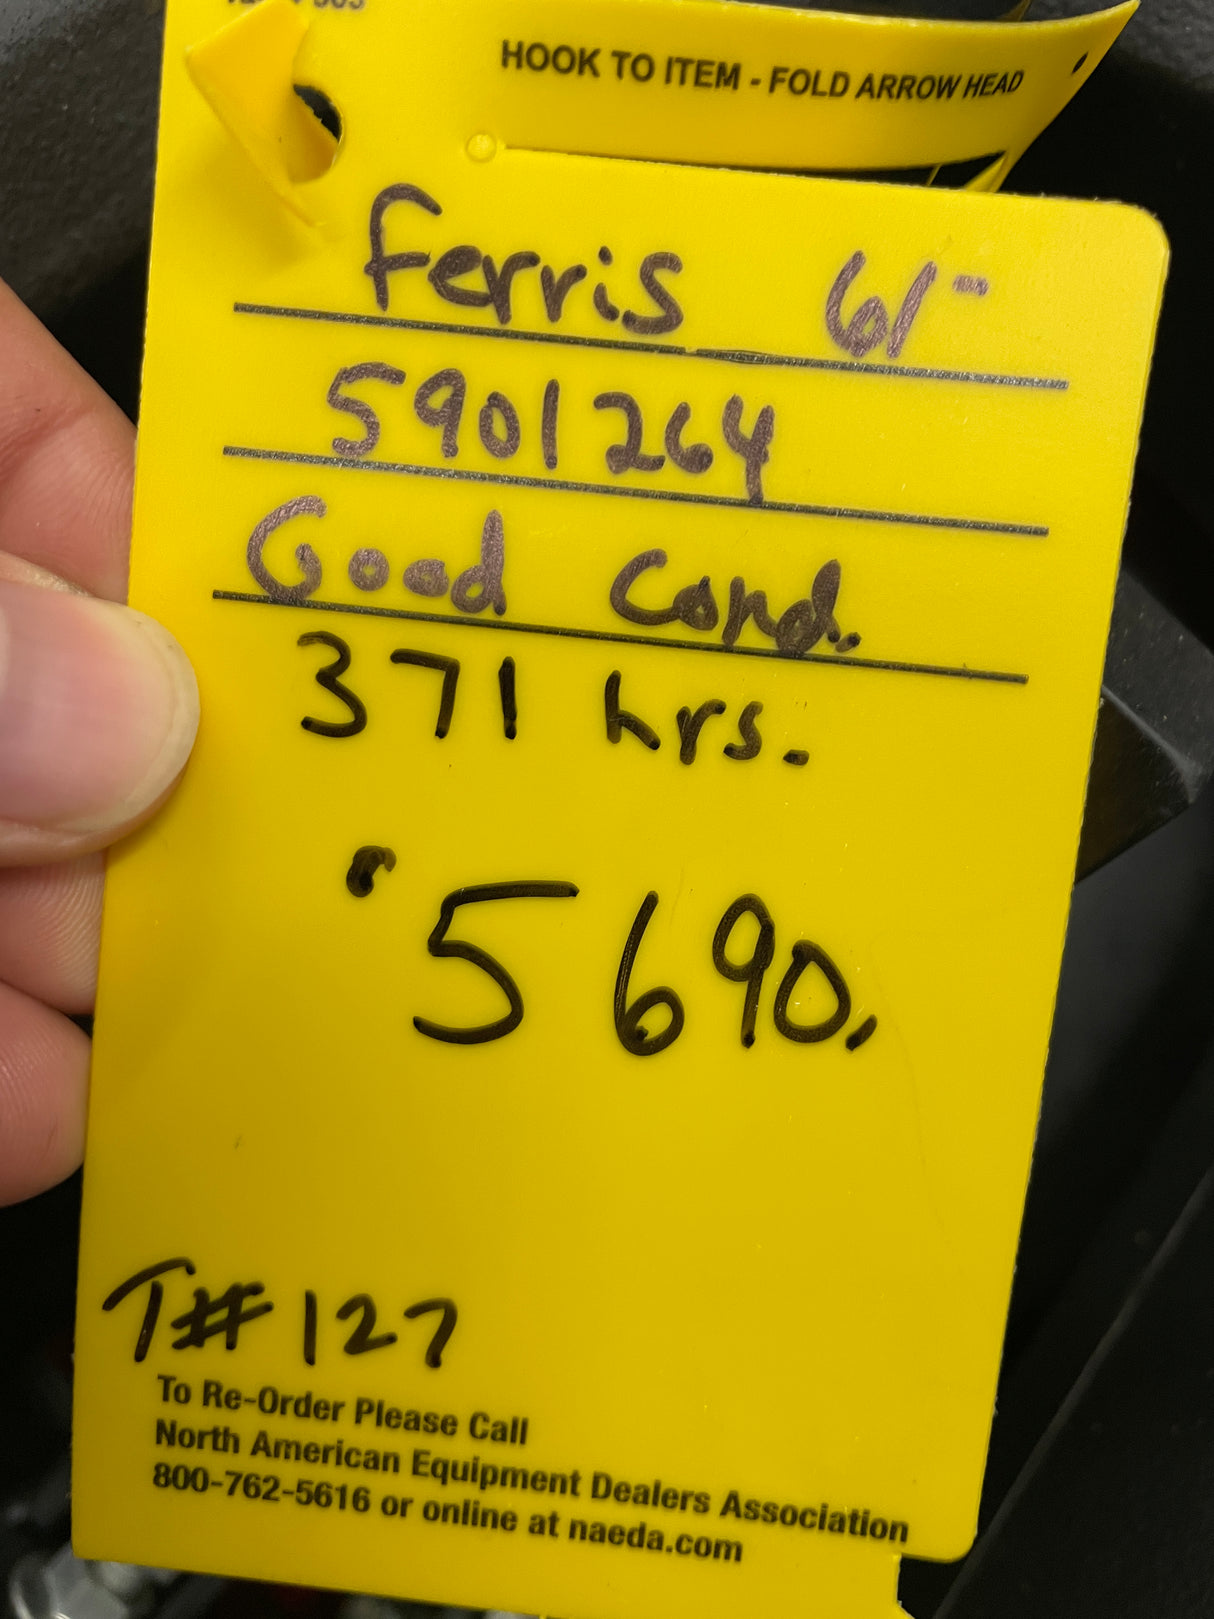 HOOK TO ITEM - FOLD ARROW HEAD
Ferris 61"
5901264
Good Cond.
371 hrs.
5690.
T# 127
To Re-Order Please Call
North American Equipment Dealers Association
800-762-5616 or online at naeda.com